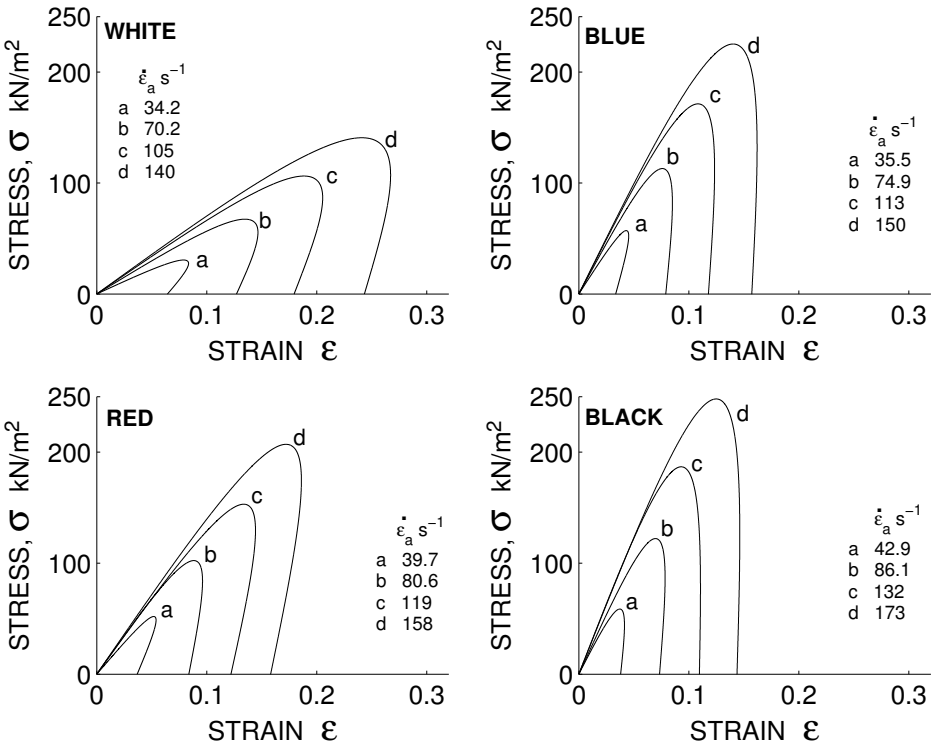 WHITE
STRESS, σ kN/m²
250
200
100
0
ε̇ₐ s⁻¹
a 34.2
b 70.2
c 105
d 140
a
b
c
d
0 0.1 0.2 0.3
STRAIN ε
BLUE
STRESS, σ kN/m²
250
200
100
0
ε̇ₐ s⁻¹
a 35.5
b 74.9
c 113
d 150
a
b
c
d
0 0.1 0.2 0.3
STRAIN ε
RED
STRESS, σ kN/m²
250
200
100
0
ε̇ₐ s⁻¹
a 39.7
b 80.6
c 119
d 158
a
b
c
d
0 0.1 0.2 0.3
STRAIN ε
BLACK
STRESS, σ kN/m²
250
200
100
0
ε̇ₐ s⁻¹
a 42.9
b 86.1
c 132
d 173
a
b
c
d
0 0.1 0.2 0.3
STRAIN ε